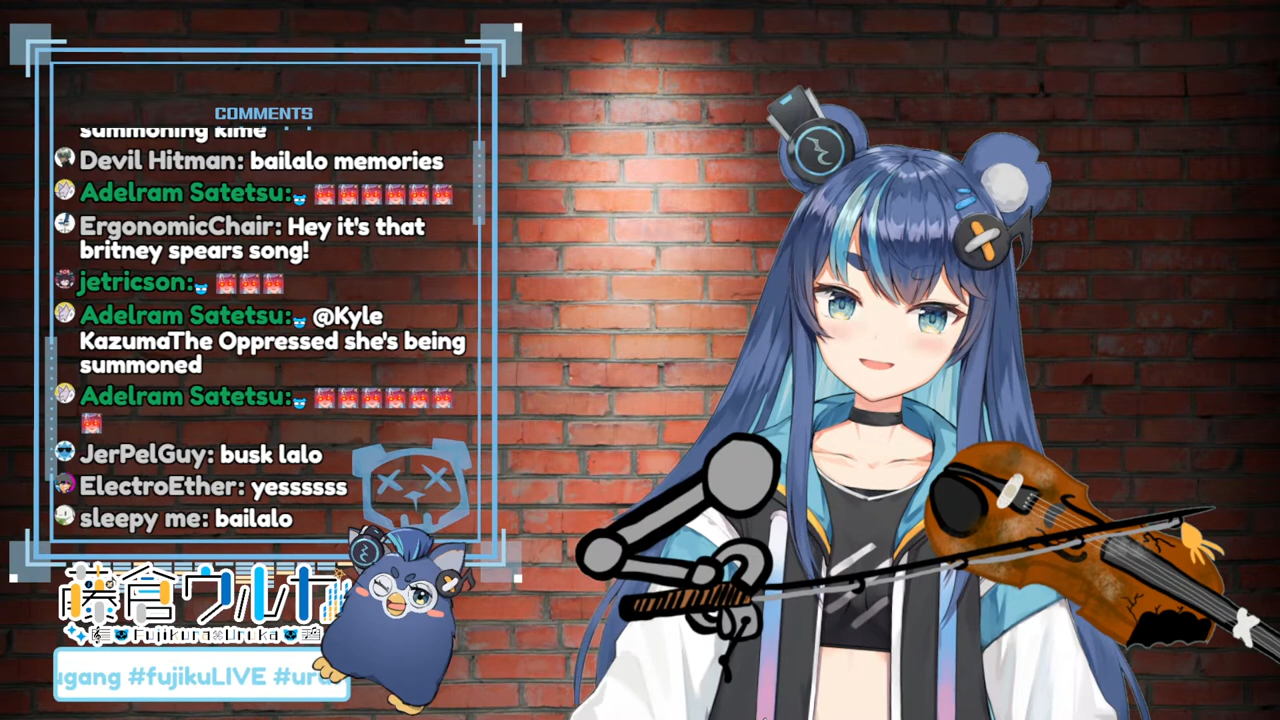 COMMENTS
summoning kime
Devil Hitman: bailalo memories
Adelram Satetsu:
ErgonomicChair: Hey it's that
britney spears song!
jetricson:
Adelram Satetsu: @Kyle
KazumaThe Oppressed she's being
summoned
Adelram Satetsu:
JerPelGuy: busk lalo
ElectroEther: yessssss
sleepy me: bailalo
藤倉ウルカ
Fujikura Uruka
ugang #fujikuLIVE #uru